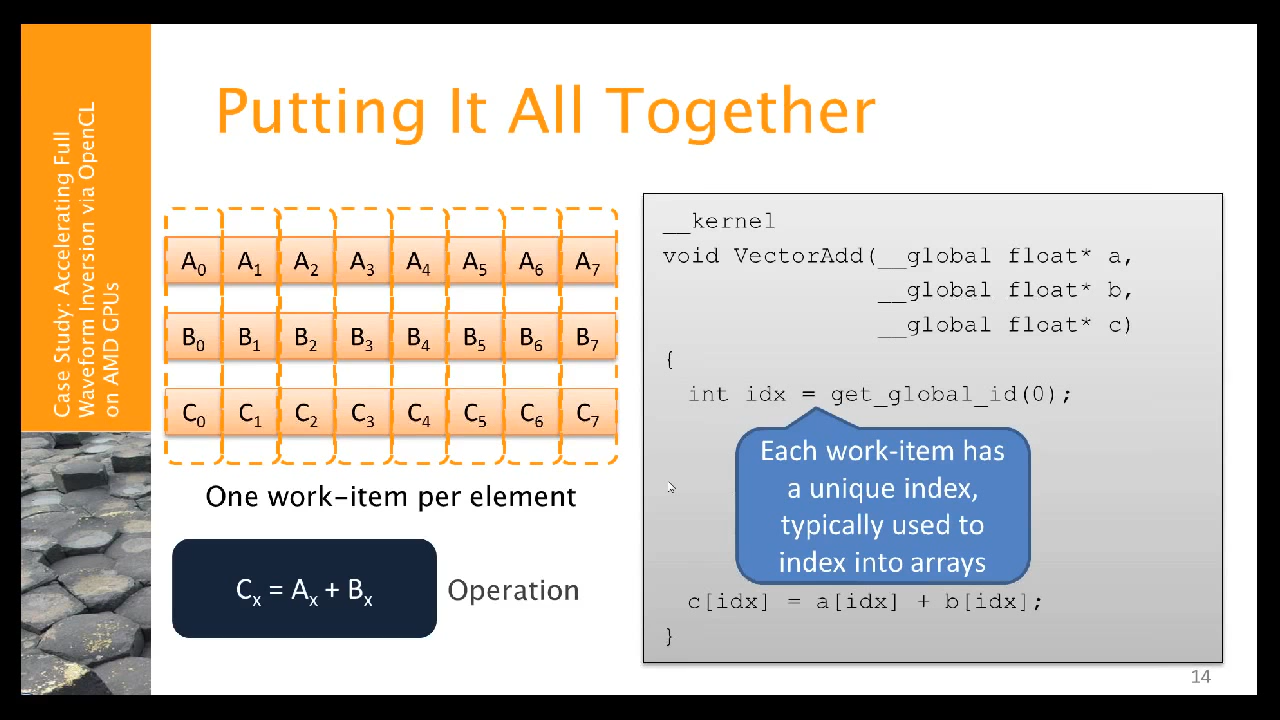 Putting It All Together
Case Study: Accelerating Full
Waveform Inversion via OpenCL
on AMD GPUs
A0 A1 A2 A3 A4 A5 A6 A7
B0 B1 B2 B3 B4 B5 B6 B7
C0 C1 C2 C3 C4 C5 C6 C7
One work-item per element
Cx = Ax + Bx
Operation
__kernel
void VectorAdd(__global float* a,
__global float* b,
__global float* c)
{
int idx = get_global_id(0);
Each work-item has
a unique index,
typically used to
index into arrays
c[idx] = a[idx] + b[idx];
}
14